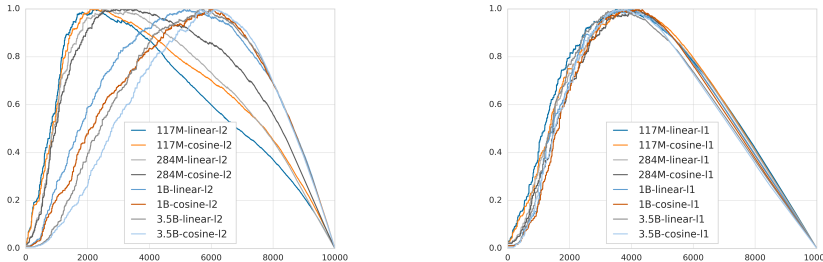 1.0
0.8
0.6
0.4
0.2
0.0
0
2000
4000
6000
8000
10000
117M-linear-l2
117M-cosine-l2
284M-linear-l2
284M-cosine-l2
1B-linear-l2
1B-cosine-l2
3.5B-linear-l2
3.5B-cosine-l2
1.0
0.8
0.6
0.4
0.2
0.0
0
2000
4000
6000
8000
1000
117M-linear-l1
117M-cosine-l1
284M-linear-l1
284M-cosine-l1
1B-linear-l1
1B-cosine-l1
3.5B-linear-l1
3.5B-cosine-l1